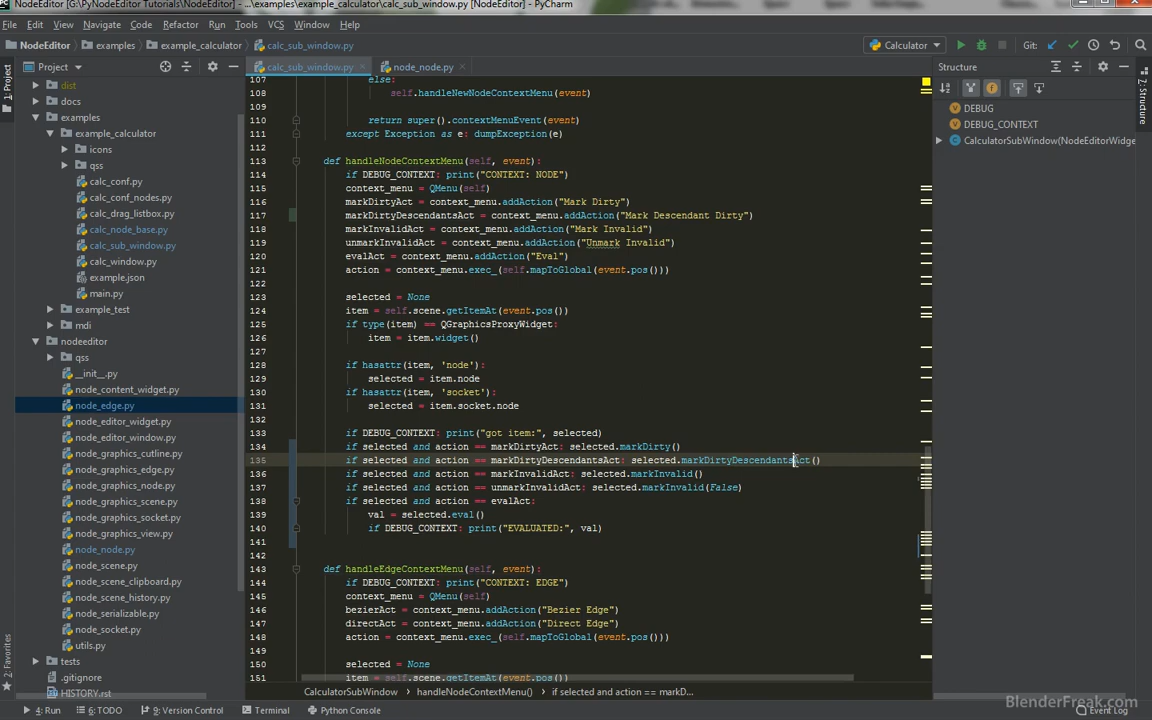 NodeEditor [G:\PyNodeEditor Tutorials\NodeEditor] - ...\examples\example_calculator\calc_sub_window.py [NodeEditor] - PyCharm
File Edit View Navigate Code Refactor Run Tools VCS Window Help
NodeEditor examples example_calculator calc_sub_window.py Calculator Git:
Project calc_sub_window.py node_node.py Structure
1: Project
7: Structure
2: Favorites
dist
docs
examples
example_calculator
icons
qss
calc_conf.py
calc_conf_nodes.py
calc_drag_listbox.py
calc_node_base.py
calc_sub_window.py
calc_window.py
example.json
main.py
example_test
mdi
nodeeditor
qss
__init__.py
node_content_widget.py
node_edge.py
node_editor_widget.py
node_editor_window.py
node_graphics_cutline.py
node_graphics_edge.py
node_graphics_node.py
node_graphics_scene.py
node_graphics_socket.py
node_graphics_view.py
node_node.py
node_scene.py
node_scene_clipboard.py
node_scene_history.py
node_serializable.py
node_socket.py
utils.py
tests
.gitignore
HISTORY.rst
107 else:
108 self.handleNewNodeContextMenu(event)
109
110 return super().contextMenuEvent(event)
111 except Exception as e: dumpException(e)
112
113 def handleNodeContextMenu(self, event):
114 if DEBUG_CONTEXT: print("CONTEXT: NODE")
115 context_menu = QMenu(self)
116 markDirtyAct = context_menu.addAction("Mark Dirty")
117 markDirtyDescendantsAct = context_menu.addAction("Mark Descendant Dirty")
118 markInvalidAct = context_menu.addAction("Mark Invalid")
119 unmarkInvalidAct = context_menu.addAction("Unmark Invalid")
120 evalAct = context_menu.addAction("Eval")
121 action = context_menu.exec_(self.mapToGlobal(event.pos()))
122
123 selected = None
124 item = self.scene.getItemAt(event.pos())
125 if type(item) == QGraphicsProxyWidget:
126 item = item.widget()
127
128 if hasattr(item, 'node'):
129 selected = item.node
130 if hasattr(item, 'socket'):
131 selected = item.socket.node
132
133 if DEBUG_CONTEXT: print("got item:", selected)
134 if selected and action == markDirtyAct: selected.markDirty()
135 if selected and action == markDirtyDescendantsAct: selected.markDirtyDescendantsAct()
136 if selected and action == markInvalidAct: selected.markInvalid()
137 if selected and action == unmarkInvalidAct: selected.markInvalid(False)
138 if selected and action == evalAct:
139 val = selected.eval()
140 if DEBUG_CONTEXT: print("EVALUATED:", val)
141
142
143 def handleEdgeContextMenu(self, event):
144 if DEBUG_CONTEXT: print("CONTEXT: EDGE")
145 context_menu = QMenu(self)
146 bezierAct = context_menu.addAction("Bezier Edge")
147 directAct = context_menu.addAction("Direct Edge")
148 action = context_menu.exec_(self.mapToGlobal(event.pos()))
149
150 selected = None
151 item = self.scene.getItemAt(event.pos())
DEBUG
DEBUG_CONTEXT
CalculatorSubWindow(NodeEditorWidge
CalculatorSubWindow handleNodeContextMenu() if selected and action == markD...
4: Run 6: TODO 9: Version Control Terminal Python Console Event Log
BlenderFreak.com